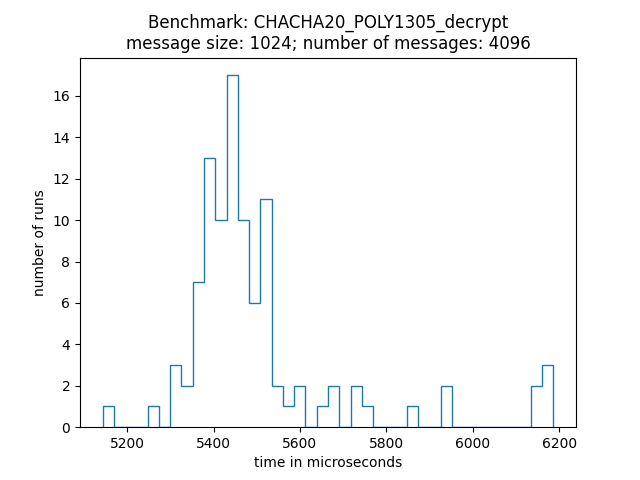 Benchmark: CHACHA20_POLY1305_decrypt
message size: 1024; number of messages: 4096
number of runs
16
14
12
10
8
6
4
2
0
5200 5400 5600 5800 6000 6200
time in microseconds